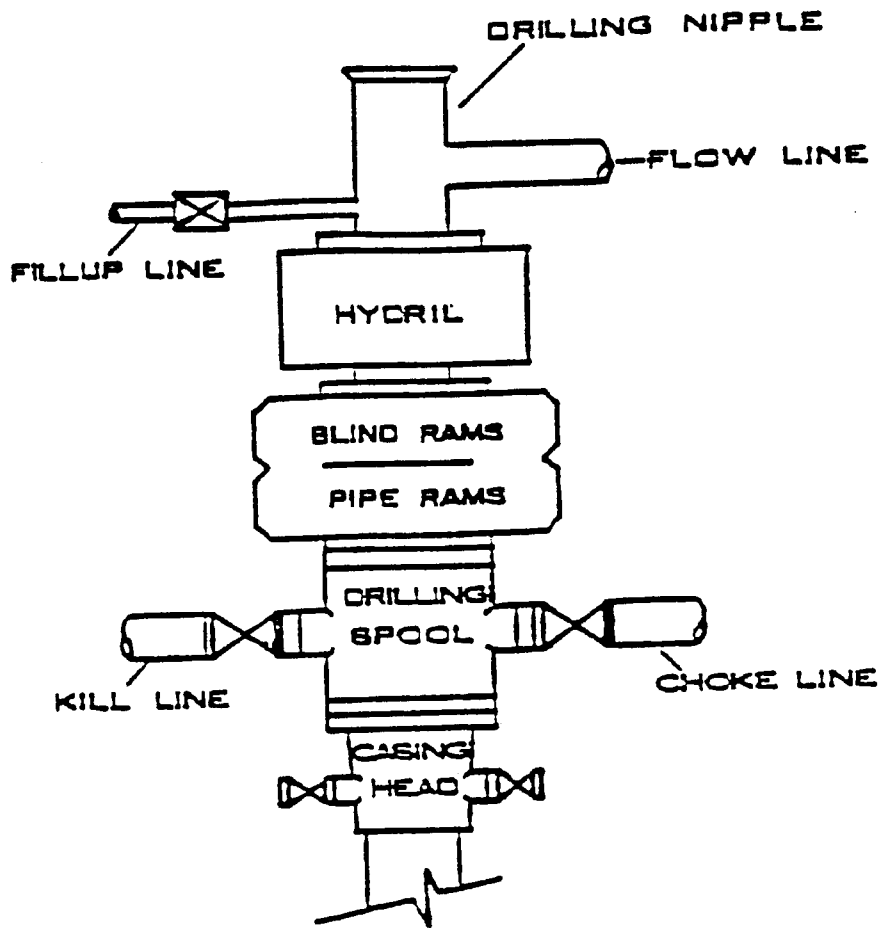 DRILLING NIPPLE
FLOW LINE
FILLUP LINE
HYDRIL
BLIND RAMS
PIPE RAMS
DRILLING
SPOOL
KILL LINE
CHOKE LINE
CASING
HEAD